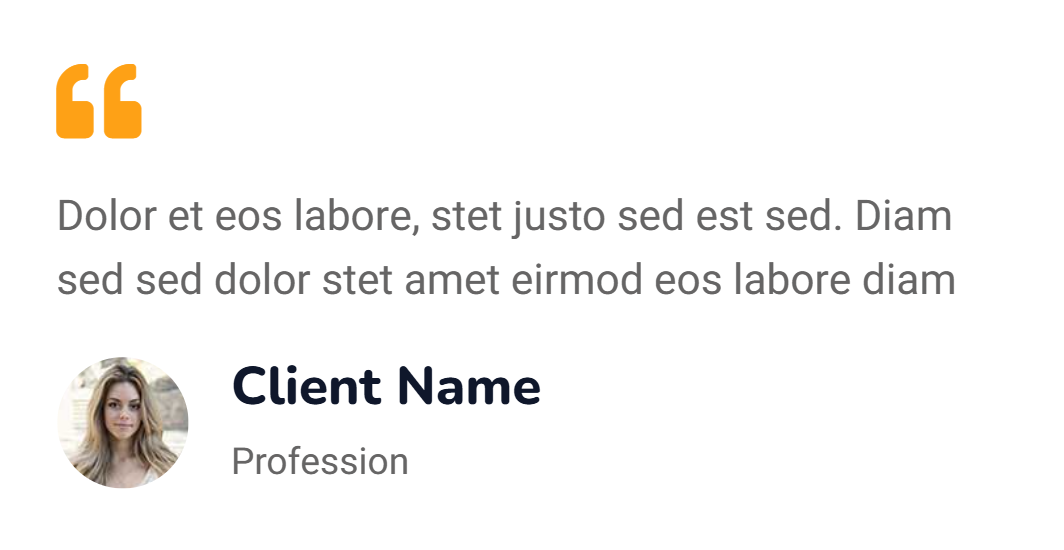 Dolor et eos labore, stet justo sed est sed. Diam
sed sed dolor stet amet eirmod eos labore diam
Client Name
Profession